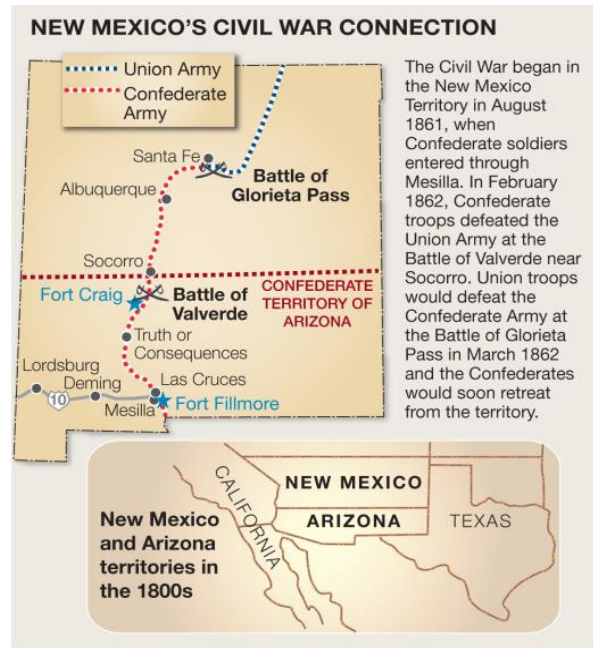 NEW MEXICO'S CIVIL WAR CONNECTION
Union Army
Confederate
Army
Santa Fe
Battle of
Glorieta Pass
Albuquerque
Socorro
Fort Craig
Battle of
Valverde
CONFEDERATE
TERRITORY OF
ARIZONA
Truth or
Consequences
Lordsburg
Deming
Las Cruces
10
Mesilla
Fort Fillmore
The Civil War began in
the New Mexico
Territory in August
1861, when
Confederate soldiers
entered through
Mesilla. In February
1862, Confederate
troops defeated the
Union Army at the
Battle of Valverde near
Socorro. Union troops
would defeat the
Confederate Army at
the Battle of Glorieta
Pass in March 1862
and the Confederates
would soon retreat
from the territory.
New Mexico
and Arizona
territories in
the 1800s
CALIFORNIA
NEW MEXICO
ARIZONA
TEXAS